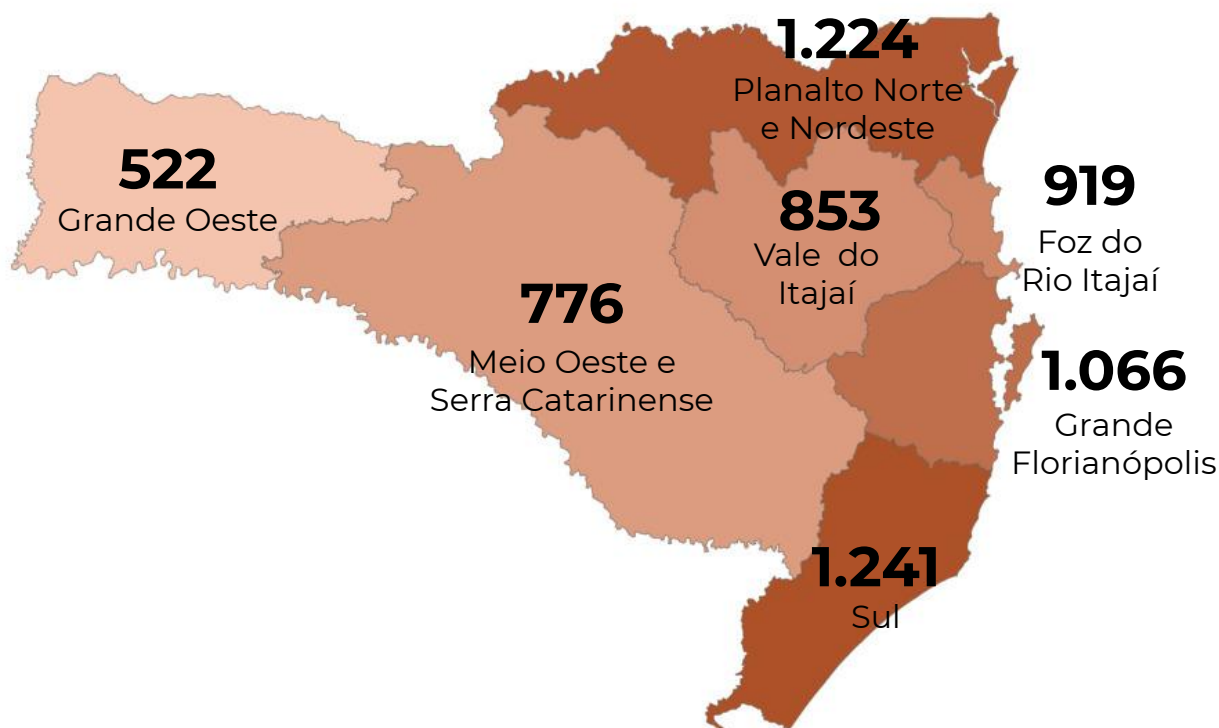 1.224
Planalto Norte
e Nordeste
522
Grande Oeste
853
Vale do
Itajaí
919
Foz do
Rio Itajaí
776
Meio Oeste e
Serra Catarinense
1.066
Grande
Florianópolis
1.241
Sul